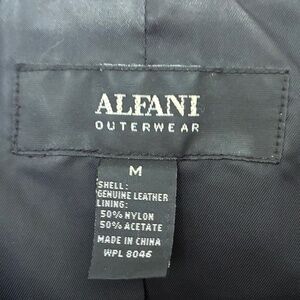 ALFANI
OUTERWEAR
M
SHELL:
GENUINE LEATHER
LINING:
50% NYLON
50% ACETATE
MADE IN CHINA
WPL 8046